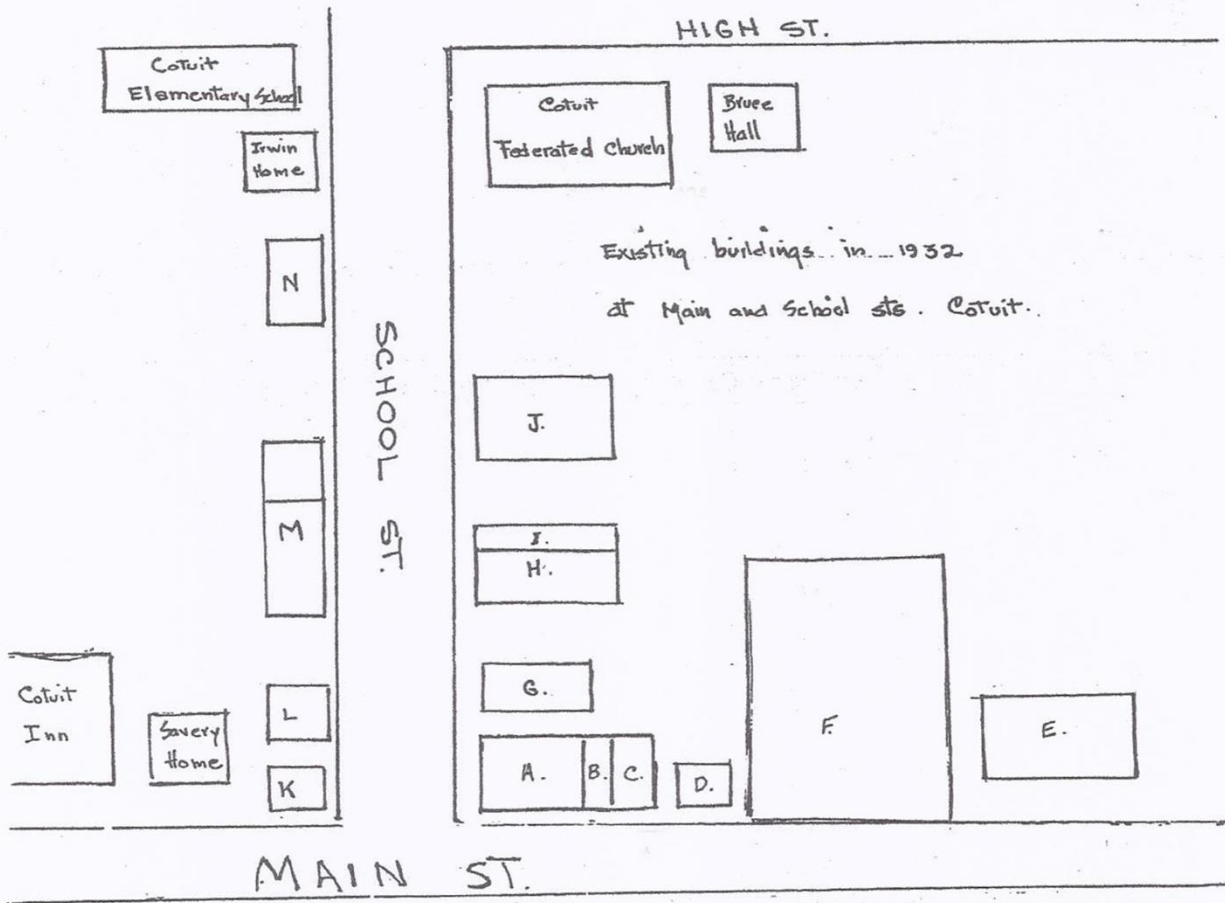 HIGH ST.
Cotuit
Elementary School
Irwin
Home
Cotuit
Federated Church
Bruce
Hall
Existing buildings in 1932
at Main and School sts. Cotuit.
N
SCHOOL ST.
J.
M
I.
H.
G.
L
K
Cotuit
Inn
Savery
Home
A.
B.
C.
D.
F.
E.
MAIN ST.